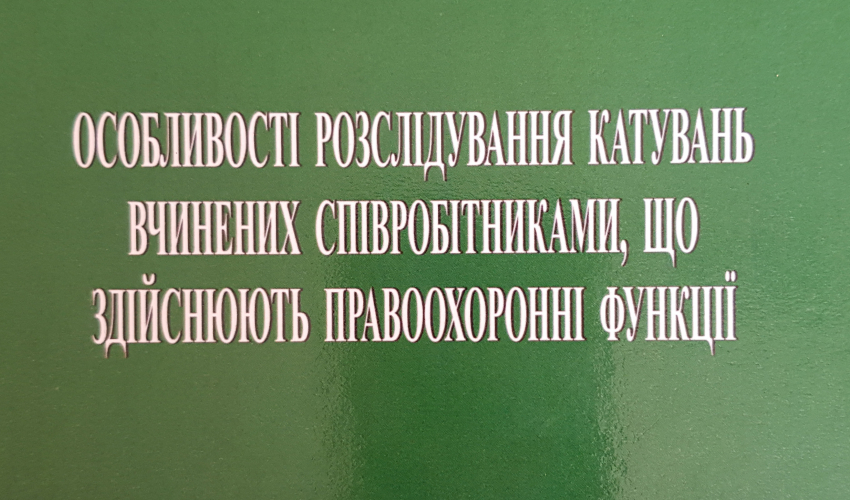 ОСОБЛИВОСТІ РОЗСЛІДУВАННЯ КАТУВАНЬ
ВЧИНЕНИХ СПІВРОБІТНИКАМИ, ЩО
ЗДІЙСНЮЮТЬ ПРАВООХОРОННІ ФУНКЦІЇ